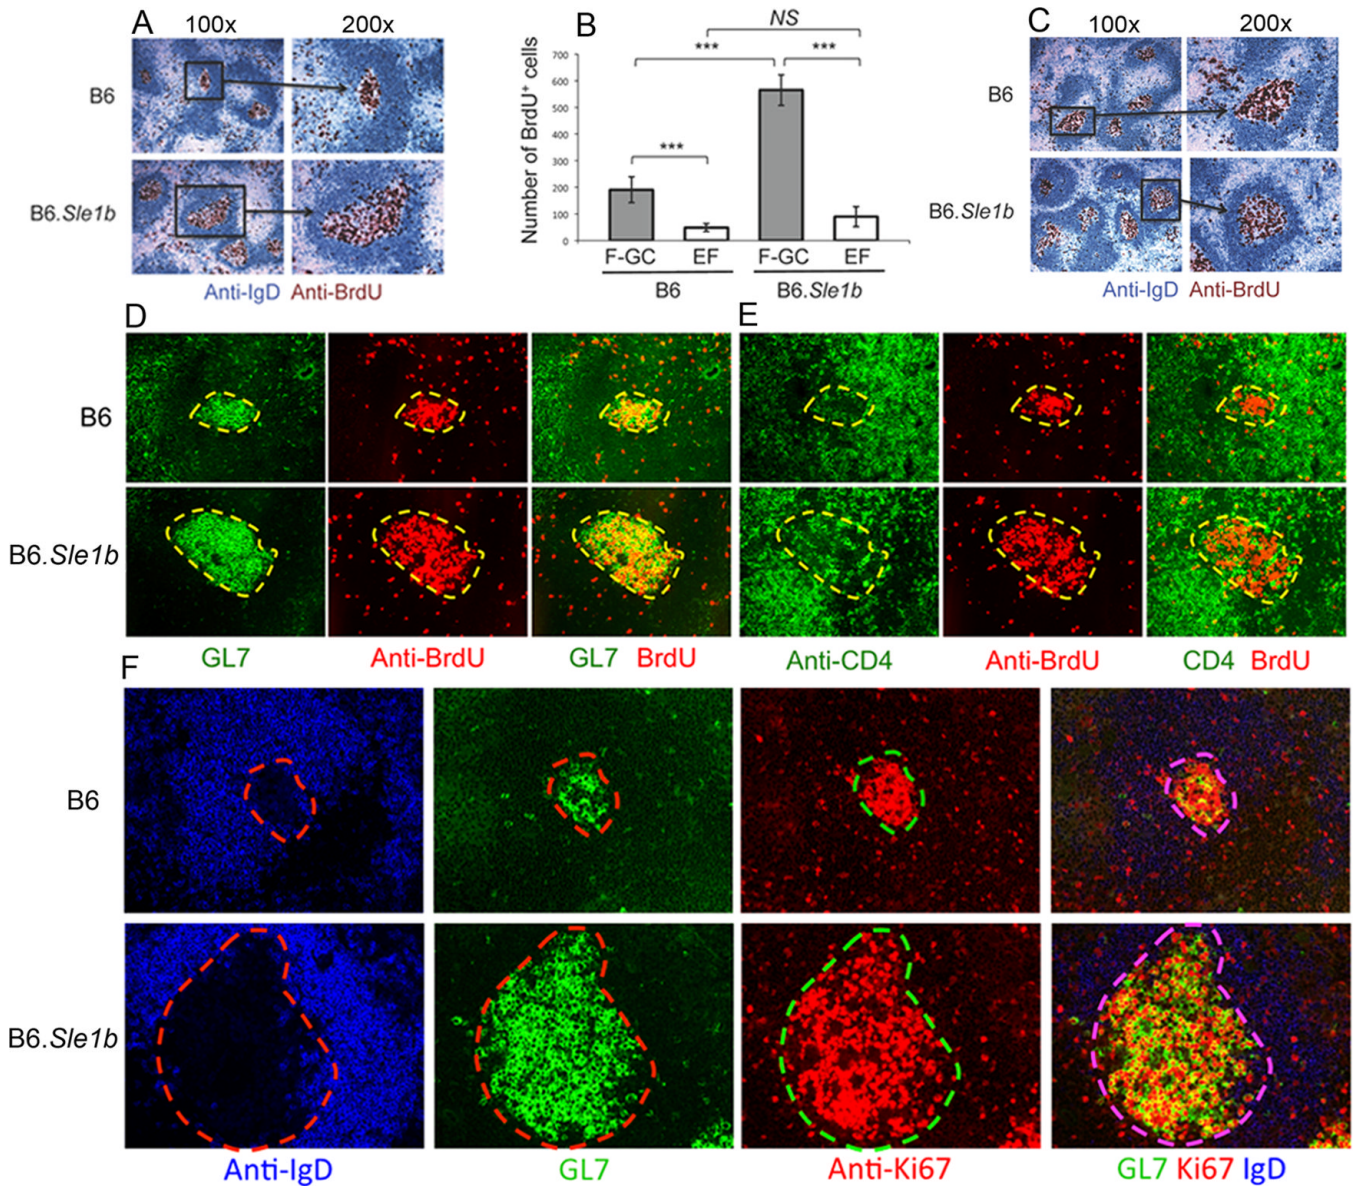 A
100x 200x
B6
B6.Sle1b
Anti-IgD Anti-BrdU
B
NS
*** ***
***
Number of BrdU+ cells
700
600
500
400
300
200
100
0
F-GC EF F-GC EF
B6 B6.Sle1b
C
100x 200x
B6
B6.Sle1b
Anti-IgD Anti-BrdU
D
B6
B6.Sle1b
GL7 Anti-BrdU GL7 BrdU
E
Anti-CD4 Anti-BrdU CD4 BrdU
F
B6
B6.Sle1b
Anti-IgD GL7 Anti-Ki67 GL7 Ki67 IgD